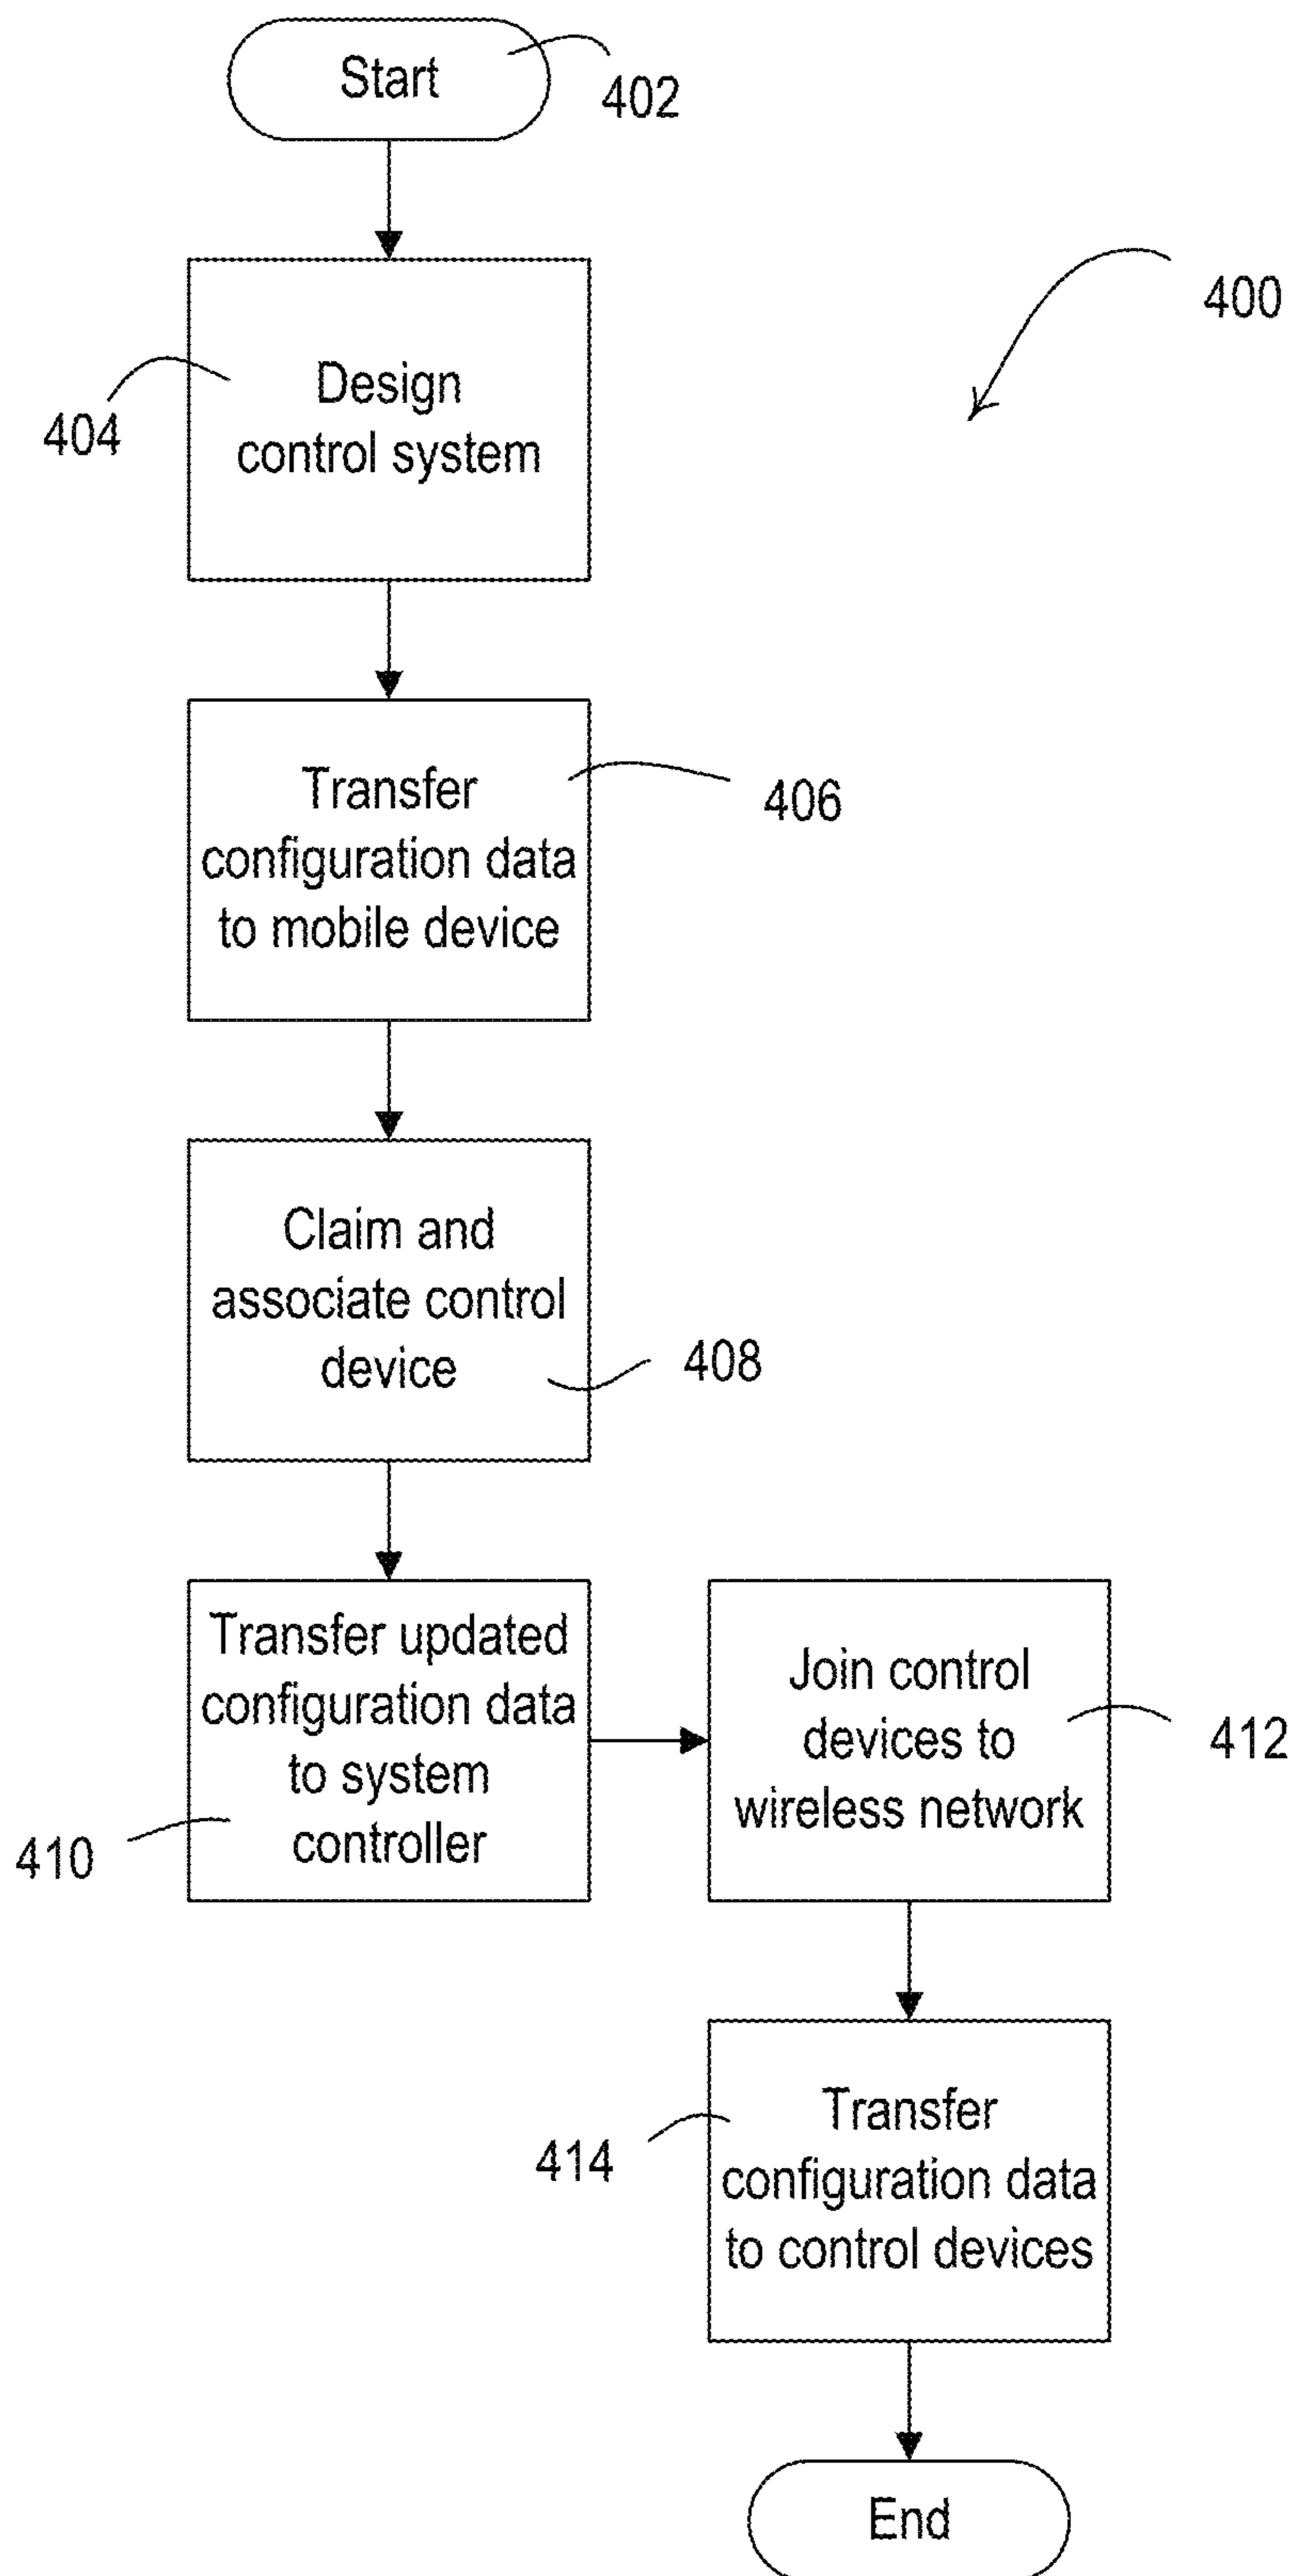 Start
402
400
Design
control system
404
Transfer
configuration data
to mobile device
406
Claim and
associate control
device
408
Transfer updated
configuration data
to system
controller
410
Join control
devices to
wireless network
412
Transfer
configuration data
to control devices
414
End